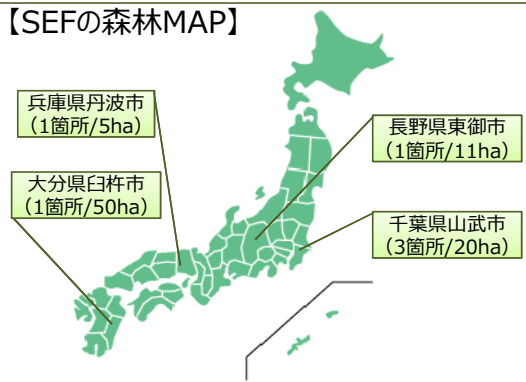 【SEFの森林MAP】
兵庫県丹波市
（1箇所/5ha）
大分県臼杵市
（1箇所/50ha）
長野県東御市
（1箇所/11ha）
千葉県山武市
（3箇所/20ha）